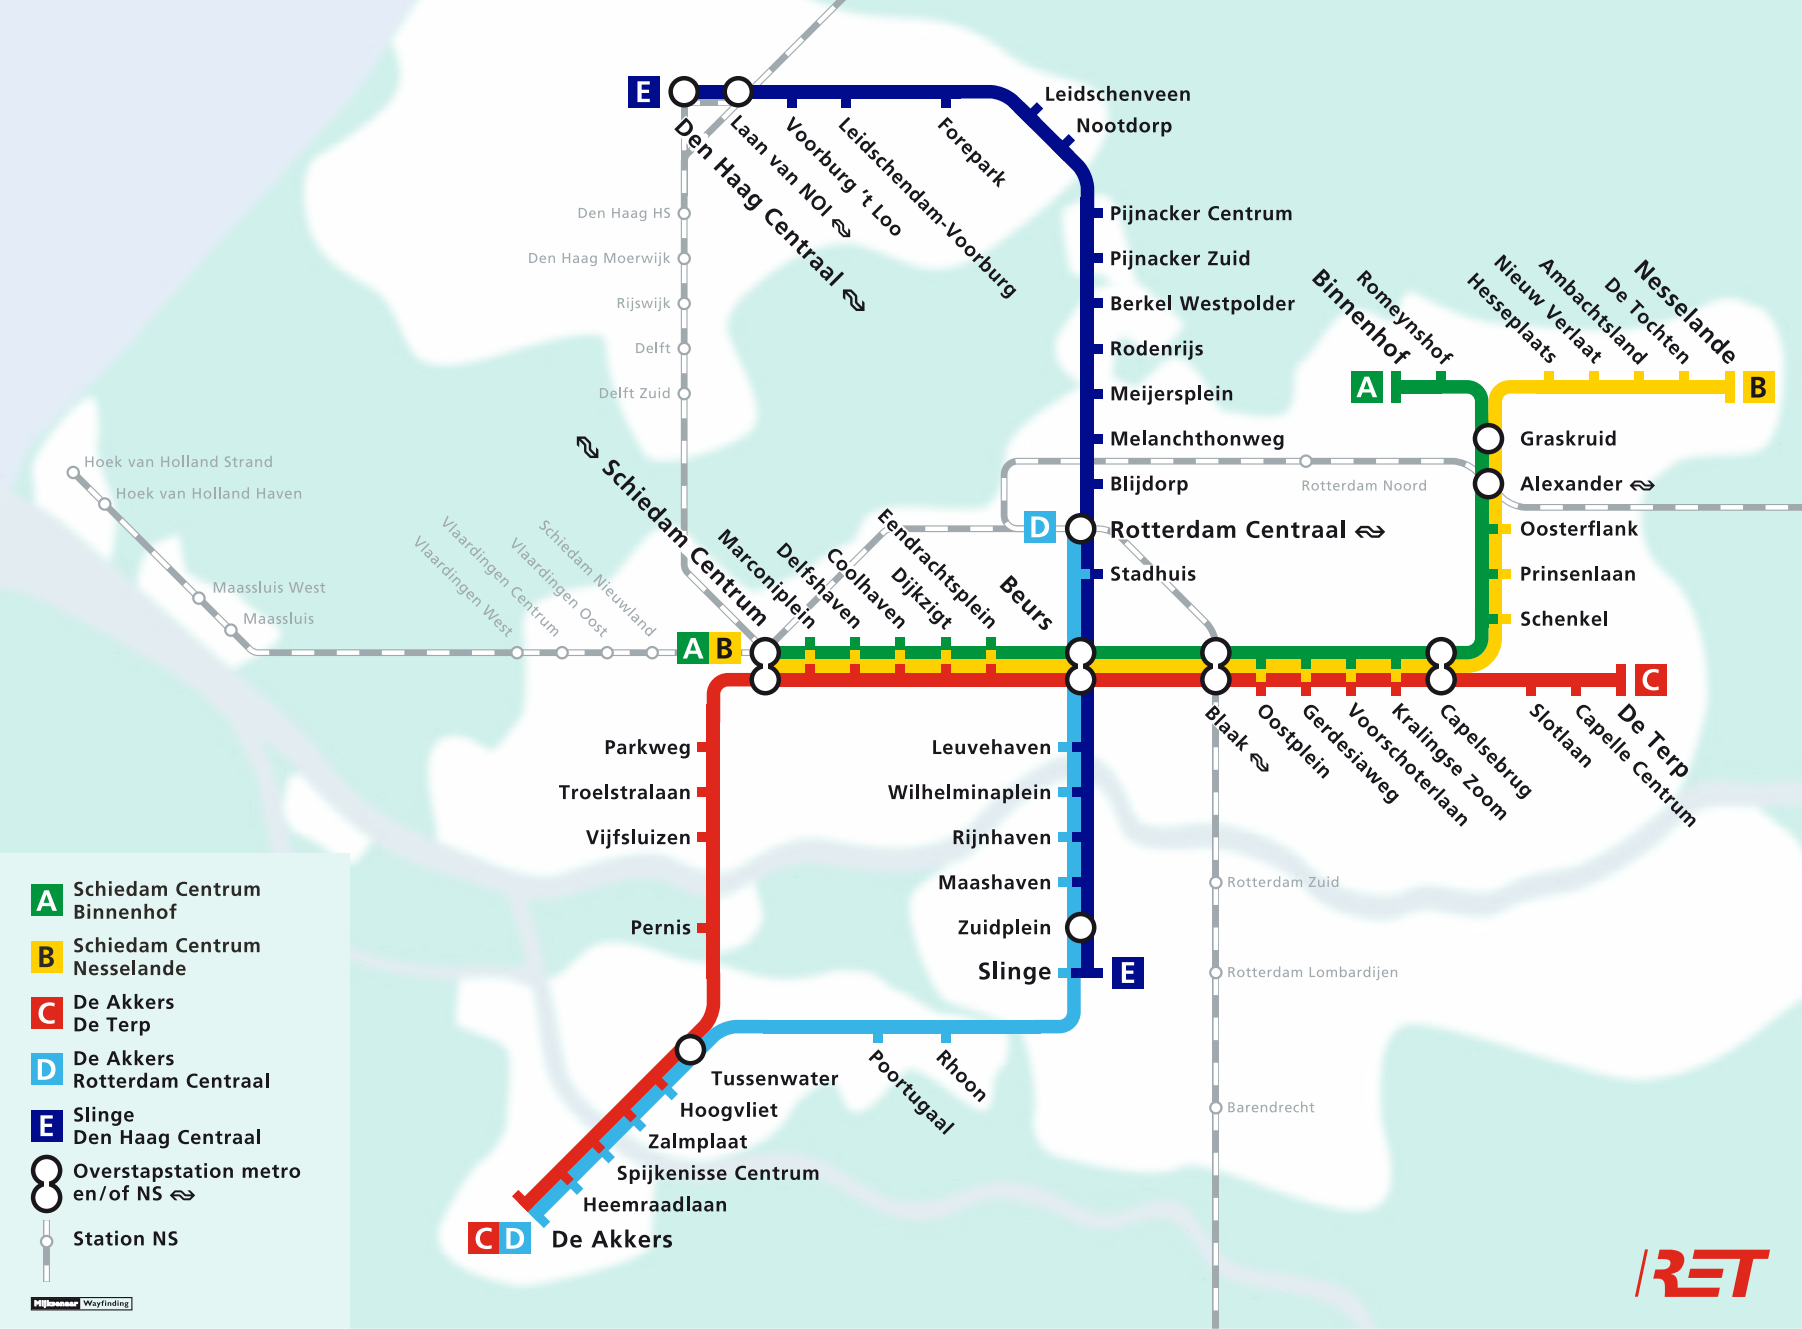 E
Den Haag Centraal
Laan van NOI
Voorburg 't Loo
Leidschendam-Voorburg
Forepark
Leidschenveen
Nootdorp
Pijnacker Centrum
Pijnacker Zuid
Berkel Westpolder
Rodenrijs
Meijersplein
Melanchthonweg
Blijdorp
D
Rotterdam Centraal
Stadhuis
Den Haag HS
Den Haag Moerwijk
Rijswijk
Delft
Delft Zuid
Hoek van Holland Strand
Hoek van Holland Haven
Maassluis West
Maassluis
Vlaardingen West
Vlaardingen Centrum
Vlaardingen Oost
Schiedam Nieuwland
A
B
Schiedam Centrum
Marconiplein
Delfshaven
Coolhaven
Dijkzigt
Eendrachtsplein
Beurs
A
Binnenhof
Romeynshof
Hesseplaats
Nieuw Verlaat
Ambachtsland
De Tochten
Nesselande
B
Graskruid
Alexander
Rotterdam Noord
Oosterflank
Prinsenlaan
Schenkel
Blaak
Oostplein
Gerdesiaweg
Voorschoterlaan
Kralingse Zoom
Capelsebrug
Slotlaan
Capelle Centrum
De Terp
C
Parkweg
Troelstralaan
Vijfsluizen
Pernis
Leuvehaven
Wilhelminaplein
Rijnhaven
Maashaven
Zuidplein
Slinge
E
Rotterdam Zuid
Rotterdam Lombardijen
Barendrecht
Poortugaal
Rhoon
Tussenwater
Hoogvliet
Zalmplaat
Spijkenisse Centrum
Heemraadlaan
C D
De Akkers
A
Schiedam Centrum
Binnenhof
B
Schiedam Centrum
Nesselande
C
De Akkers
De Terp
D
De Akkers
Rotterdam Centraal
E
Slinge
Den Haag Centraal
Overstapstation metro
en/of NS
Station NS
Mijksenaar Wayfinding
RET